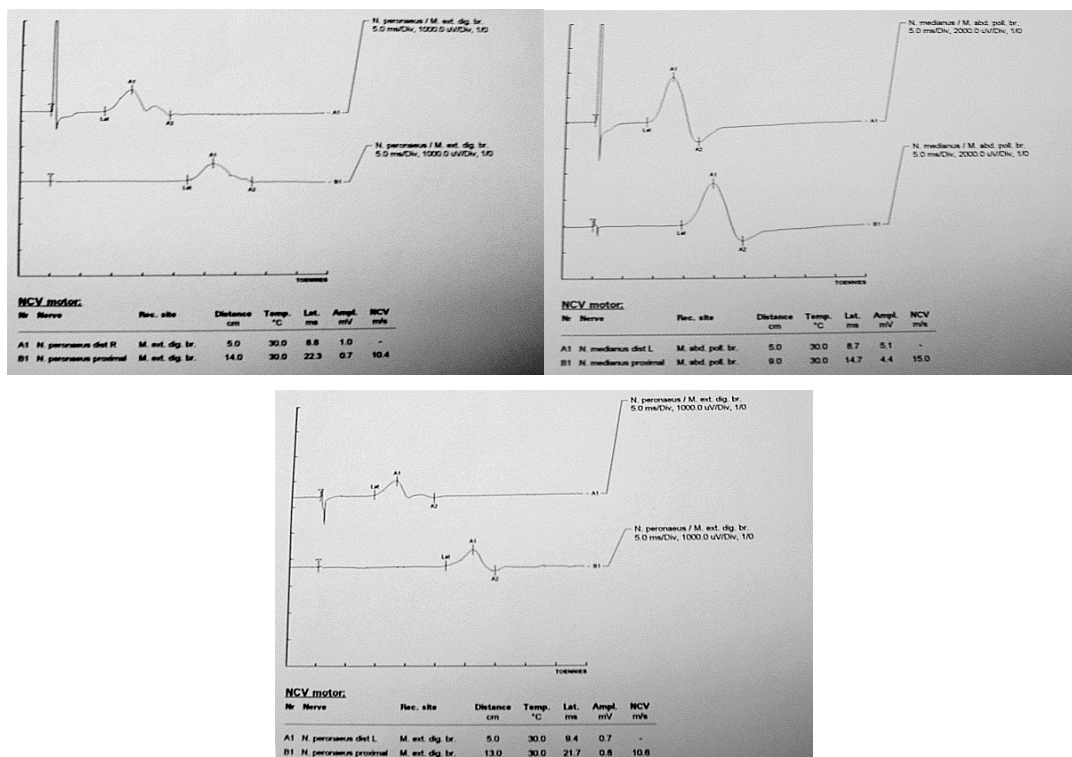 N. peronaeus / M. ext. dig. br.
5.0 ms/Div, 1000.0 uV/Div, 1/0
A1
Lat
A2
A1
N. peronaeus / M. ext. dig. br.
5.0 ms/Div, 1000.0 uV/Div, 1/0
A1
Lat
A2
B1
TOENNIES
NCV motor:
Nr Nerve Rec. site Distance Temp. Lat. Ampl. NCV
cm °C ms mV m/s
A1 N. peronaeus dist R M. ext. dig. br. 5.0 30.0 8.8 1.0 -
B1 N. peronaeus proximal M. ext. dig. br. 14.0 30.0 22.3 0.7 10.4
N. medianus / M. abd. poll. br.
5.0 ms/Div, 2000.0 uV/Div, 1/0
A1
Lat
A2
A1
N. medianus / M. abd. poll. br.
5.0 ms/Div, 2000.0 uV/Div, 1/0
A1
Lat
A2
B1
TOENNIES
NCV motor:
Nr Nerve Rec. site Distance Temp. Lat. Ampl. NCV
cm °C ms mV m/s
A1 N. medianus dist L M. abd. poll. br. 5.0 30.0 8.7 5.1 -
B1 N. medianus proximal M. abd. poll. br. 9.0 30.0 14.7 4.4 15.0
N. peronaeus / M. ext. dig. br.
5.0 ms/Div, 1000.0 uV/Div, 1/0
A1
Lat
A2
A1
N. peronaeus / M. ext. dig. br.
5.0 ms/Div, 1000.0 uV/Div, 1/0
A1
Lat
A2
B1
TOENNIES
NCV motor:
Nr Nerve Rec. site Distance Temp. Lat. Ampl. NCV
cm °C ms mV m/s
A1 N. peronaeus dist L M. ext. dig. br. 5.0 30.0 9.4 0.7 -
B1 N. peronaeus proximal M. ext. dig. br. 13.0 30.0 21.7 0.8 10.6